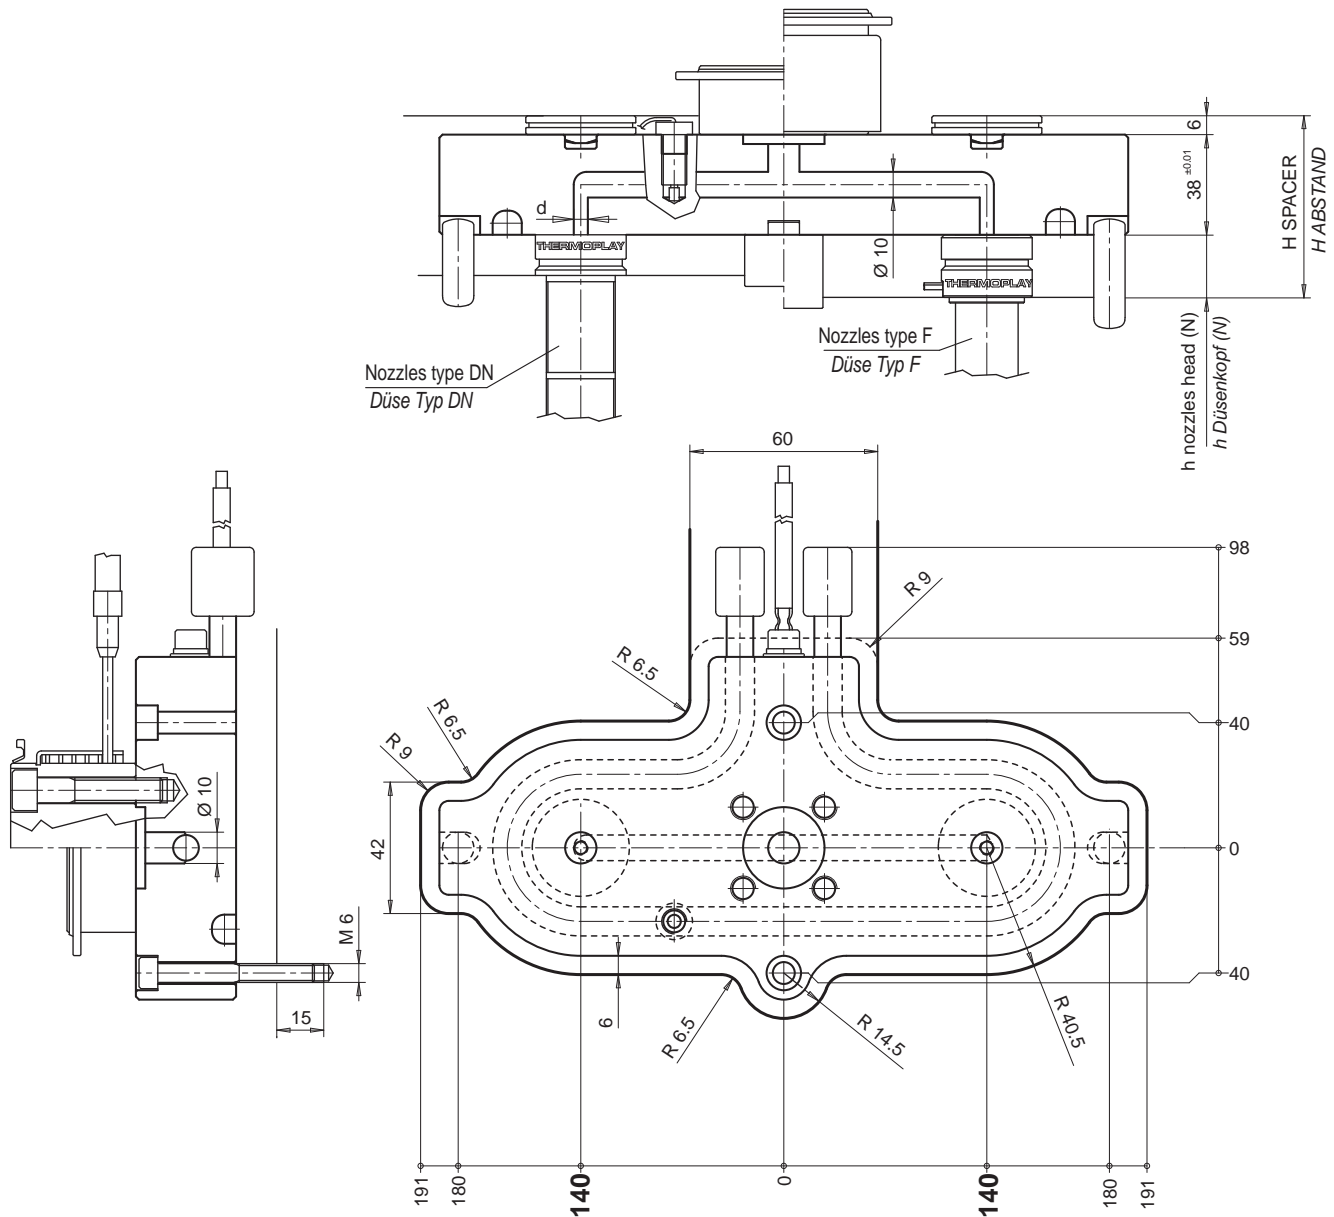 6
38 ±0.01
H SPACER
H ABSTAND
d
THERMOPLAY
Ø 10
THERMOPLAY
Nozzles type DN
Düse Typ DN
Nozzles type F
Düse Typ F
h nozzles head (N)
h Düsenkopf (N)
60
98
R 9
59
R 6.5
R 6.5
40
R 9
Ø 10
42
0
M 6
40
15
6
R 6.5
R 14.5
R 40.5
191
180
140
0
140
180
191